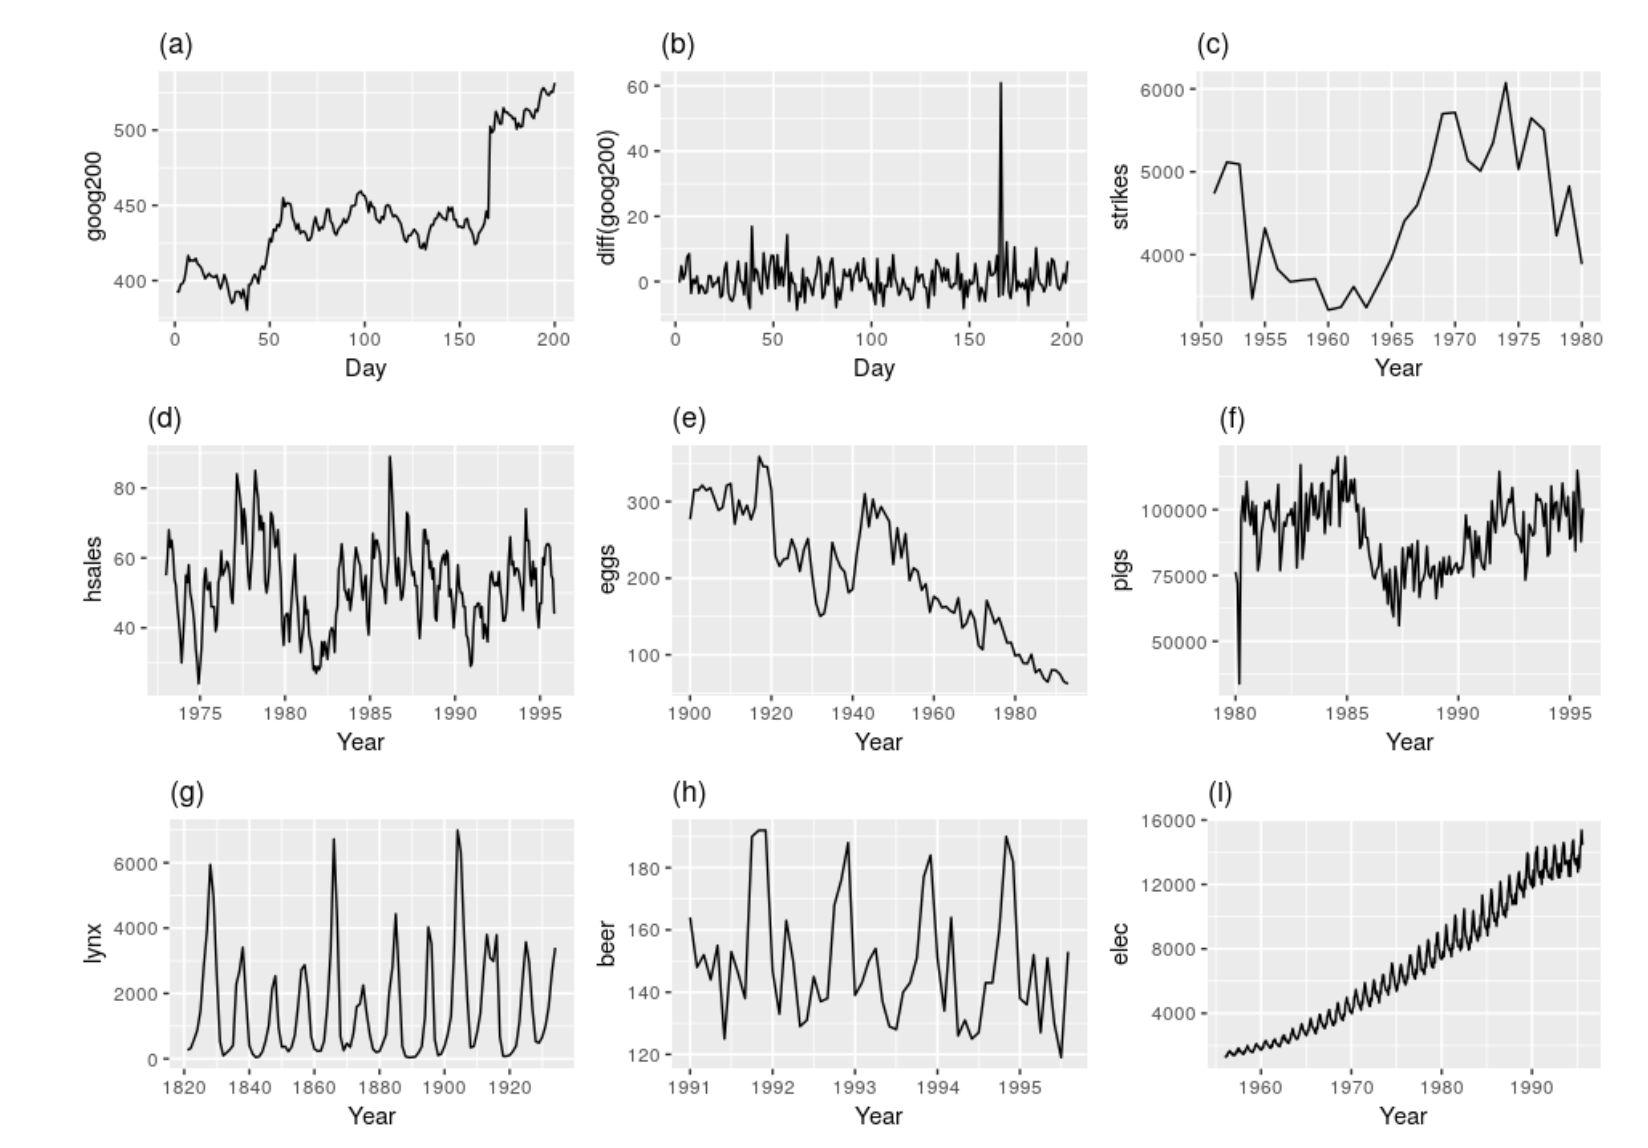 (a) (b) (c)
goog200
500
450
400
0 50 100 150 200
Day
diff(goog200)
60
40
20
0
0 50 100 150 200
Day
strikes
6000
5000
4000
1950 1955 1960 1965 1970 1975 1980
Year
(d) (e) (f)
hsales
80
60
40
1975 1980 1985 1990 1995
Year
eggs
300
200
100
1900 1920 1940 1960 1980
Year
pigs
100000
75000
50000
1980 1985 1990 1995
Year
(g) (h) (I)
lynx
6000
4000
2000
0
1820 1840 1860 1880 1900 1920
Year
beer
180
160
140
120
1991 1992 1993 1994 1995
Year
elec
16000
12000
8000
4000
1960 1970 1980 1990
Year